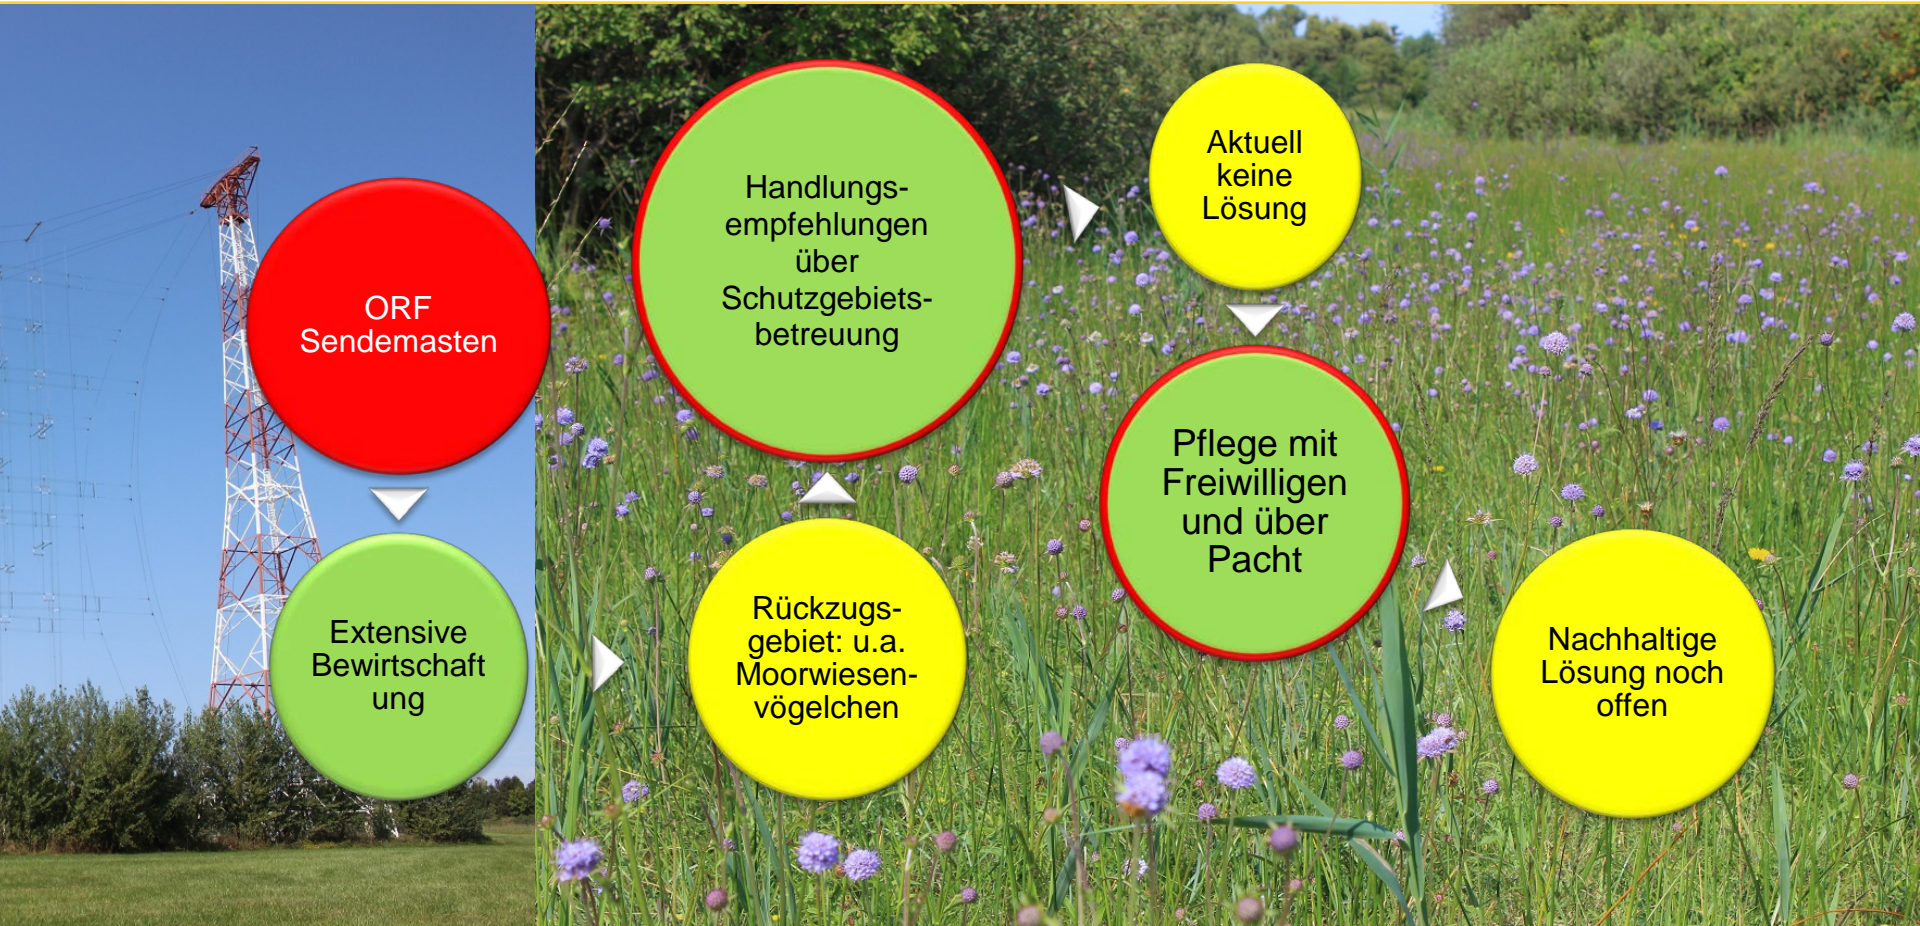 ORF
Sendemasten
Extensive
Bewirtschaft
ung
Rückzugs-
gebiet: u.a.
Moorwiesen-
vögelchen
Handlungs-
empfehlungen
über
Schutzgebiets-
betreuung
Aktuell
keine
Lösung
Pflege mit
Freiwilligen
und über
Pacht
Nachhaltige
Lösung noch
offen